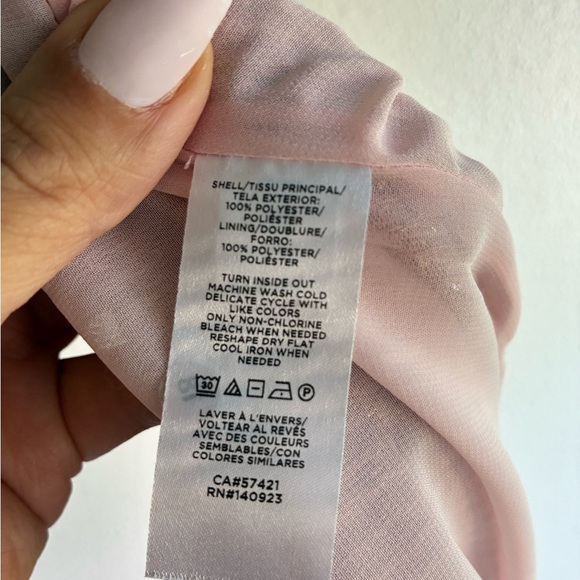 SHELL/TISSU PRINCIPAL/
TELA EXTERIOR:
100% POLYESTER/
POLIÉSTER
LINING/DOUBLURE/
FORRO:
100% POLYESTER/
POLIÉSTER
TURN INSIDE OUT
MACHINE WASH COLD
DELICATE CYCLE WITH
LIKE COLORS
ONLY NON-CHLORINE
BLEACH WHEN NEEDED
RESHAPE DRY FLAT
COOL IRON WHEN
NEEDED
30 P
LAVER À L'ENVERS/
VOLTEAR AL REVÉS
AVEC DES COULEURS
SEMBLABLES/CON
COLORES SIMILARES
CA#57421
RN#140923